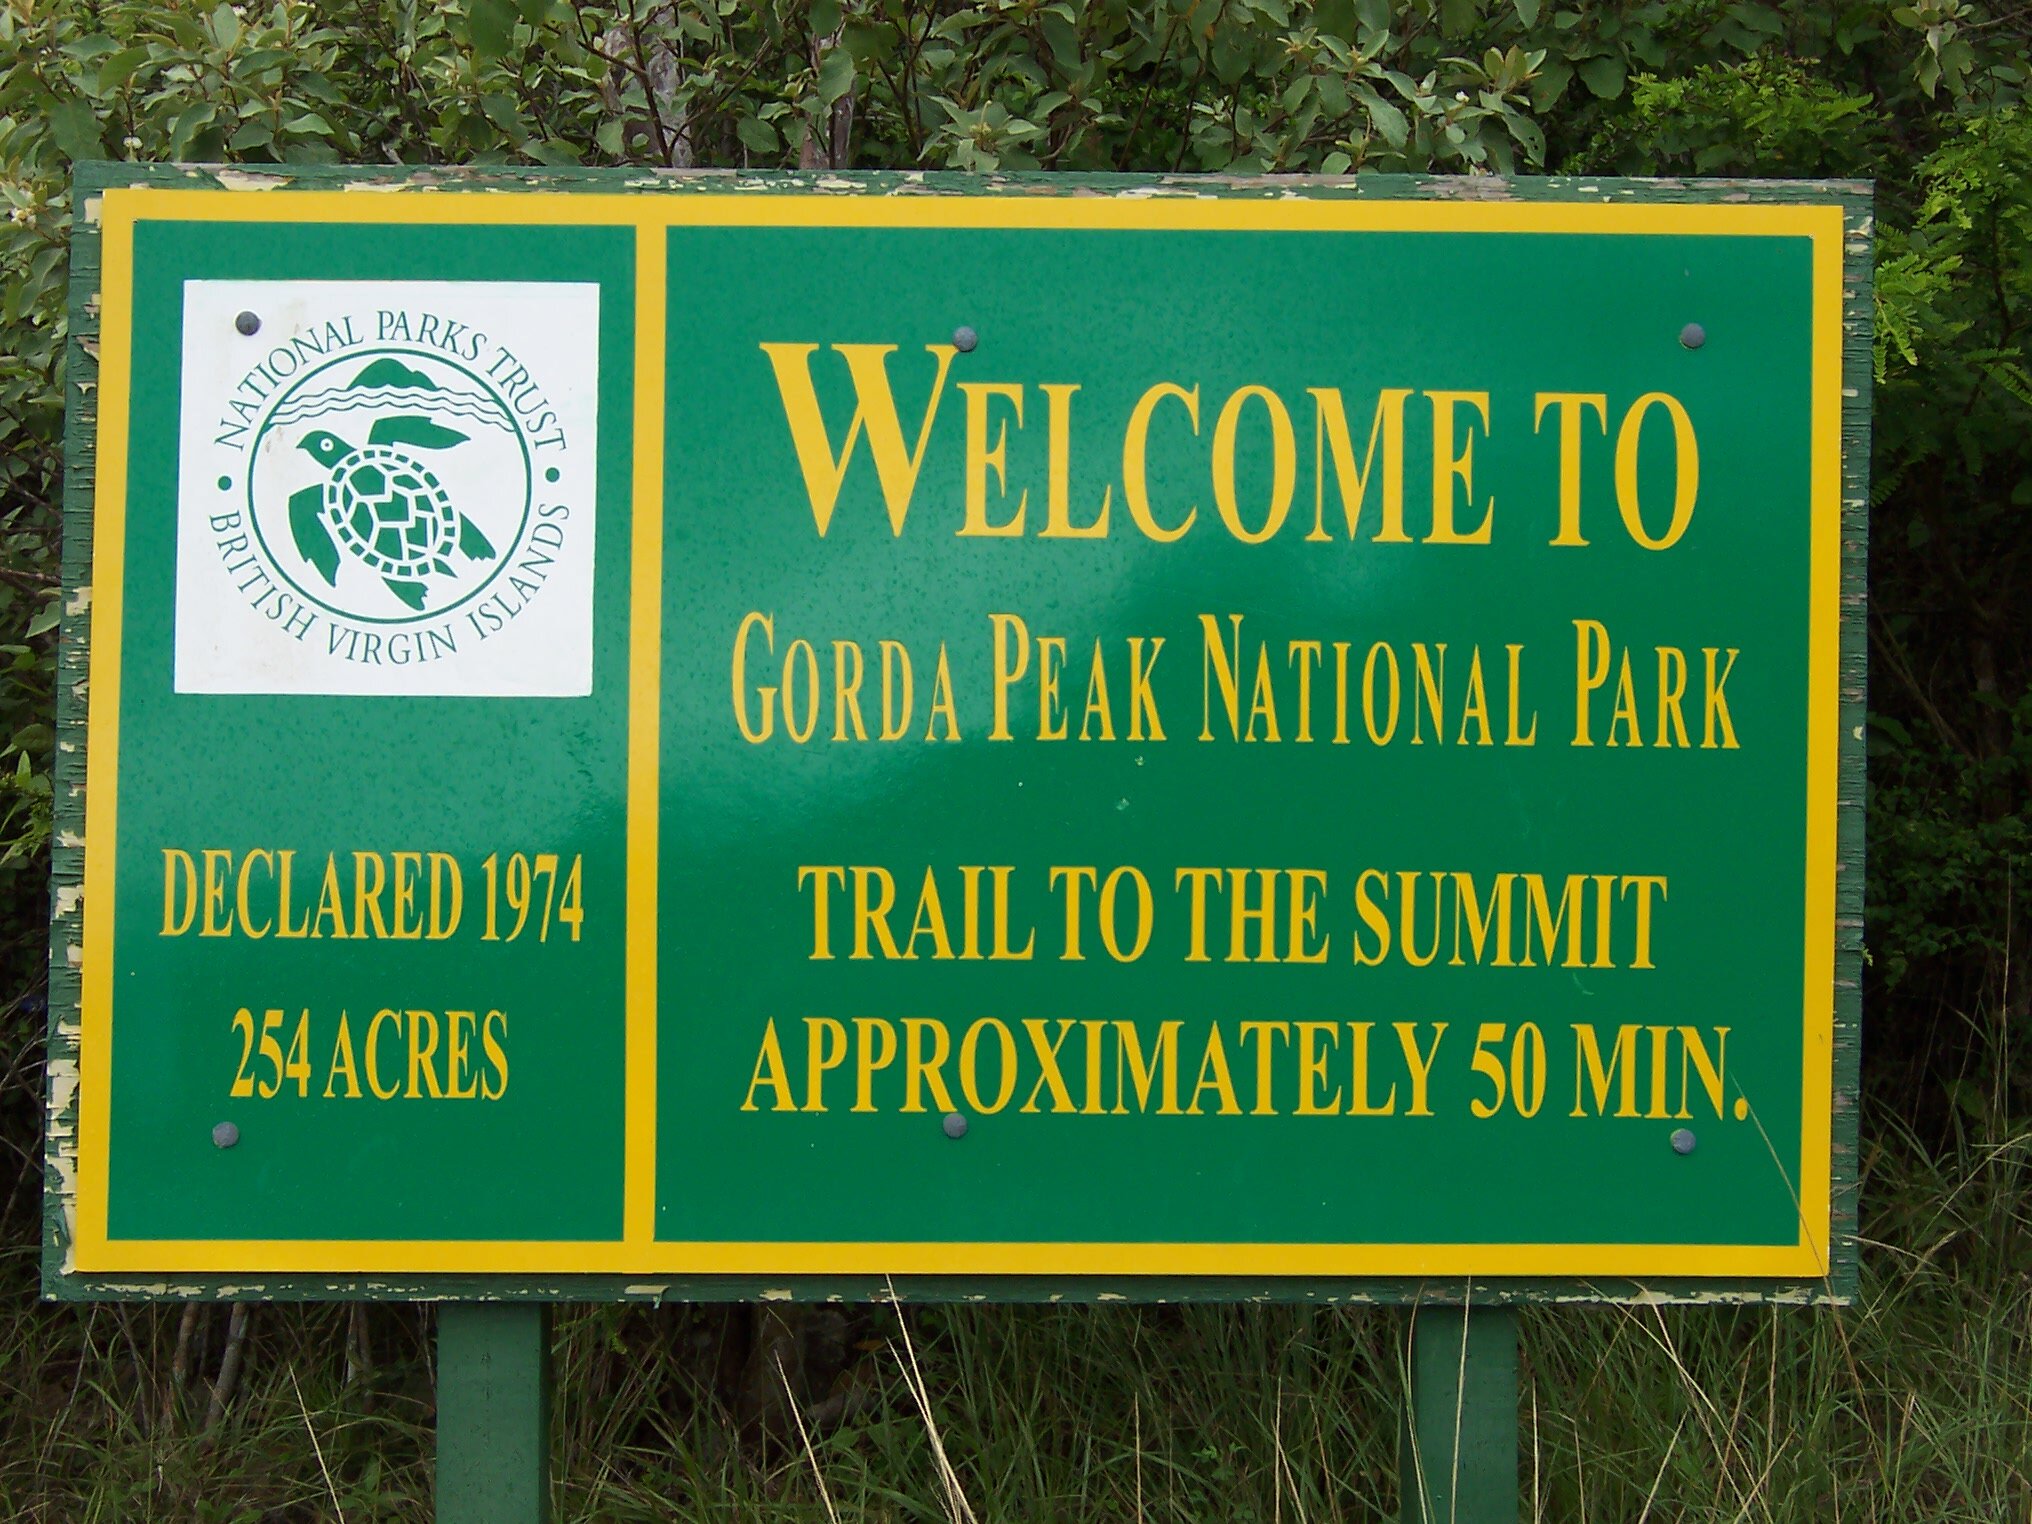 NATIONAL PARKS TRUST
• BRITISH VIRGIN ISLANDS •
DECLARED 1974
254 ACRES
WELCOME TO
GORDA PEAK NATIONAL PARK
TRAIL TO THE SUMMIT
APPROXIMATELY 50 MIN.